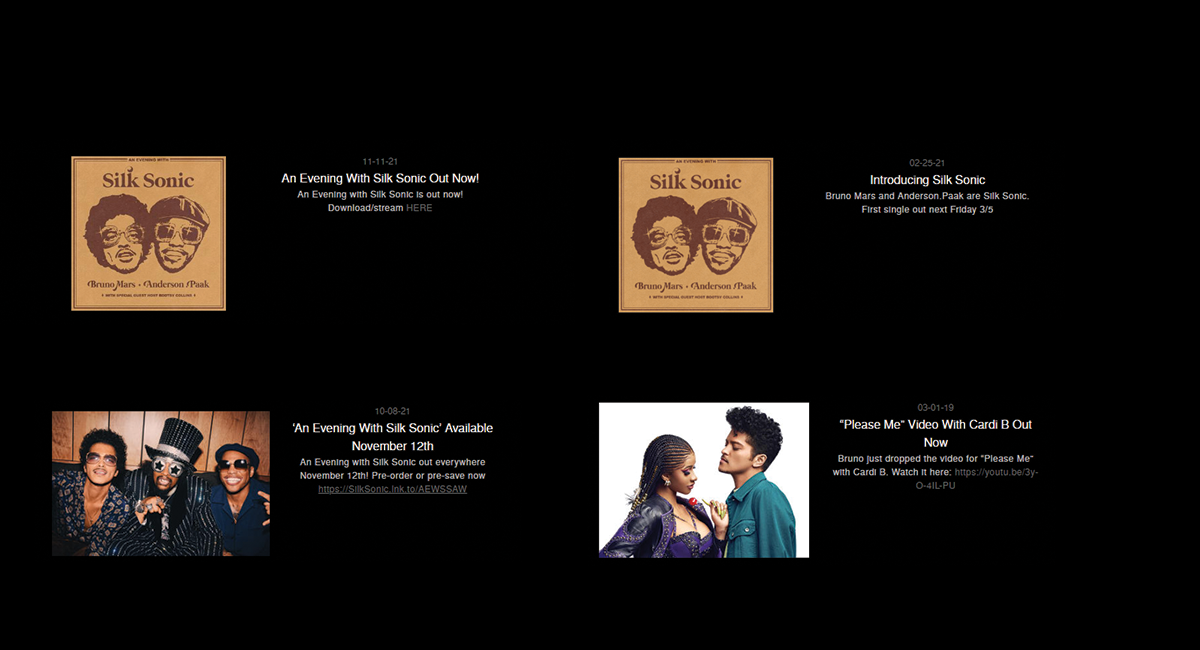 AN EVENING WITH
Silk Sonic
Bruno Mars + Anderson .Paak
WITH SPECIAL GUEST HOST BOOTSY COLLINS
11-11-21
An Evening With Silk Sonic Out Now!
An Evening with Silk Sonic is out now!
Download/stream HERE
AN EVENING WITH
Silk Sonic
Bruno Mars + Anderson .Paak
WITH SPECIAL GUEST HOST BOOTSY COLLINS
02-25-21
Introducing Silk Sonic
Bruno Mars and Anderson.Paak are Silk Sonic.
First single out next Friday 3/5
10-08-21
'An Evening With Silk Sonic' Available
November 12th
An Evening with Silk Sonic out everywhere
November 12th! Pre-order or pre-save now
https://SilkSonic.lnk.to/AEWSSAW
03-01-19
“Please Me” Video With Cardi B Out
Now
Bruno just dropped the video for “Please Me”
with Cardi B. Watch it here: https://youtu.be/3y-
O-4IL-PU